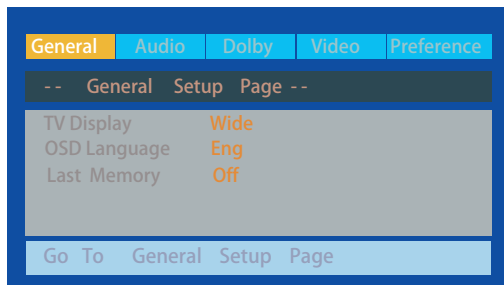 General Audio Dolby Video Preference
-- General Setup Page --
TV Display Wide
OSD Language Eng
Last Memory Off
Go To General Setup Page